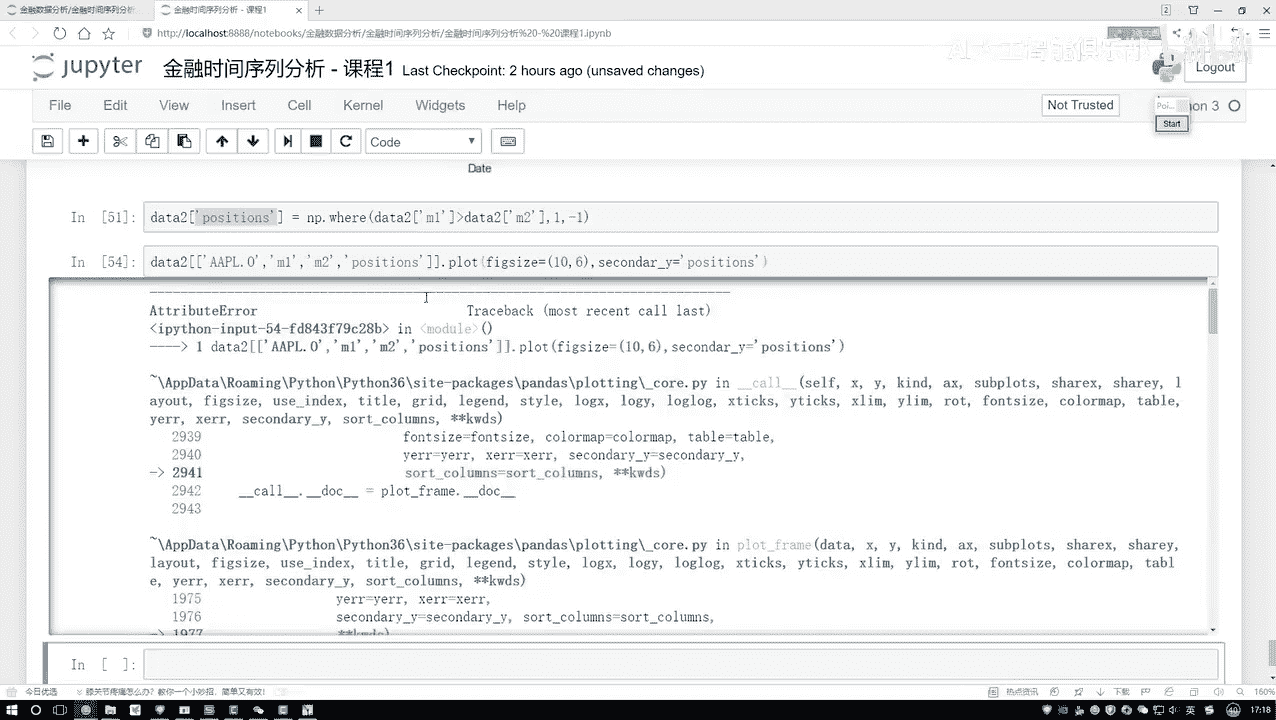 金融数据分析/金融时间序列分析
金融时间序列分析 - 课程1
http://localhost:8888/notebooks/金融数据分析/金融时间序列分析/金融时间序列分析%20-%20课程1.ipynb
jupyter 金融时间序列分析 - 课程1 Last Checkpoint: 2 hours ago (unsaved changes)
Logout
File Edit View Insert Cell Kernel Widgets Help
Not Trusted
Poi...
on 3
Start
Code
Date
In [51]: data2['positions'] = np.where(data2['m1']>data2['m2'],1,-1)
In [54]: data2[['AAPL.O','m1','m2','positions']].plot(figsize=(10,6),secondar_y='positions')
---------------------------------------------------------------------------
AttributeError Traceback (most recent call last)
<ipython-input-54-fd843f79c28b> in <module>()
----> 1 data2[['AAPL.O','m1','m2','positions']].plot(figsize=(10,6),secondar_y='positions')
~\AppData\Roaming\Python\Python36\site-packages\pandas\plotting\_core.py in __call__(self, x, y, kind, ax, subplots, sharex, sharey, l
ayout, figsize, use_index, title, grid, legend, style, logx, logy, loglog, xticks, yticks, xlim, ylim, rot, fontsize, colormap, table,
yerr, xerr, secondary_y, sort_columns, **kwds)
2939 fontsize=fontsize, colormap=colormap, table=table,
2940 yerr=yerr, xerr=xerr, secondary_y=secondary_y,
-> 2941 sort_columns=sort_columns, **kwds)
2942 __call__.__doc__ = plot_frame.__doc__
2943
~\AppData\Roaming\Python\Python36\site-packages\pandas\plotting\_core.py in plot_frame(data, x, y, kind, ax, subplots, sharex, sharey,
layout, figsize, use_index, title, grid, legend, style, logx, logy, loglog, xticks, yticks, xlim, ylim, rot, fontsize, colormap, tabl
e, yerr, xerr, secondary_y, sort_columns, **kwds)
1975 yerr=yerr, xerr=xerr,
1976 secondary_y=secondary_y, sort_columns=sort_columns,
-> 1977 **kwds)
In [ ]:
今日优选 膝关节疼痛怎么办？教你一个小妙招，简单又有效！
热点资讯 下载 160%
英
17:18